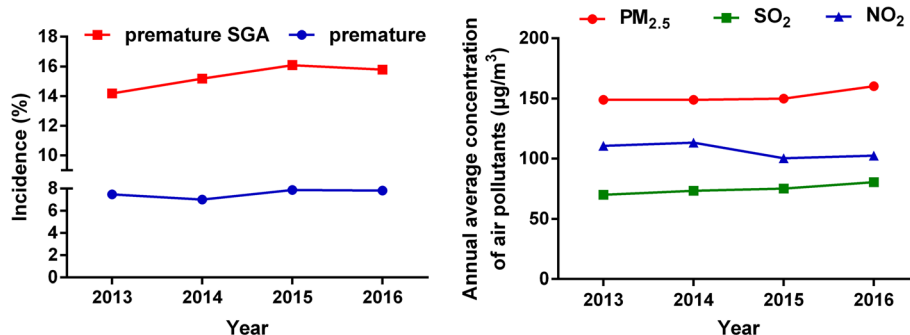 premature SGA premature
18
16
14
12
10
8
6
4
2
0
Incidence (%)
2013 2014 2015 2016
Year
PM2.5 SO2 NO2
200
150
100
50
0
Annual average concentration
of air pollutants (μg/m³)
2013 2014 2015 2016
Year